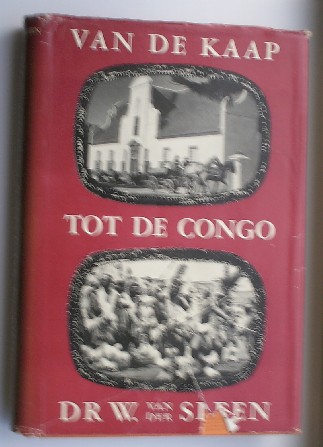 VAN DE KAAP
TOT DE CONGO
DR W. VAN DER SLEEN